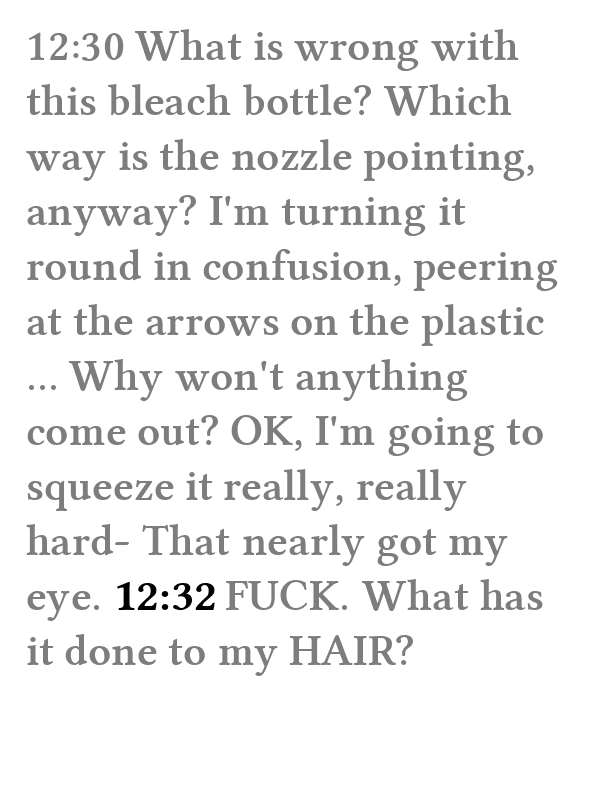 12:30 What is wrong with
this bleach bottle? Which
way is the nozzle pointing,
anyway? I'm turning it
round in confusion, peering
at the arrows on the plastic
... Why won't anything
come out? OK, I'm going to
squeeze it really, really
hard- That nearly got my
eye. 12:32 FUCK. What has
it done to my HAIR?